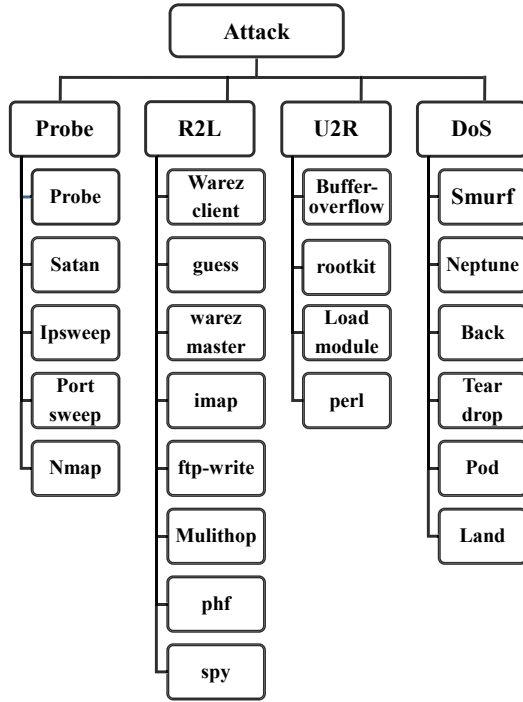 Attack
Probe
R2L
U2R
DoS
Probe
Satan
Ipsweep
Port
sweep
Nmap
Warez
client
guess
warez
master
imap
ftp-write
Mulithop
phf
spy
Buffer-
overflow
rootkit
Load
module
perl
Smurf
Neptune
Back
Tear
drop
Pod
Land